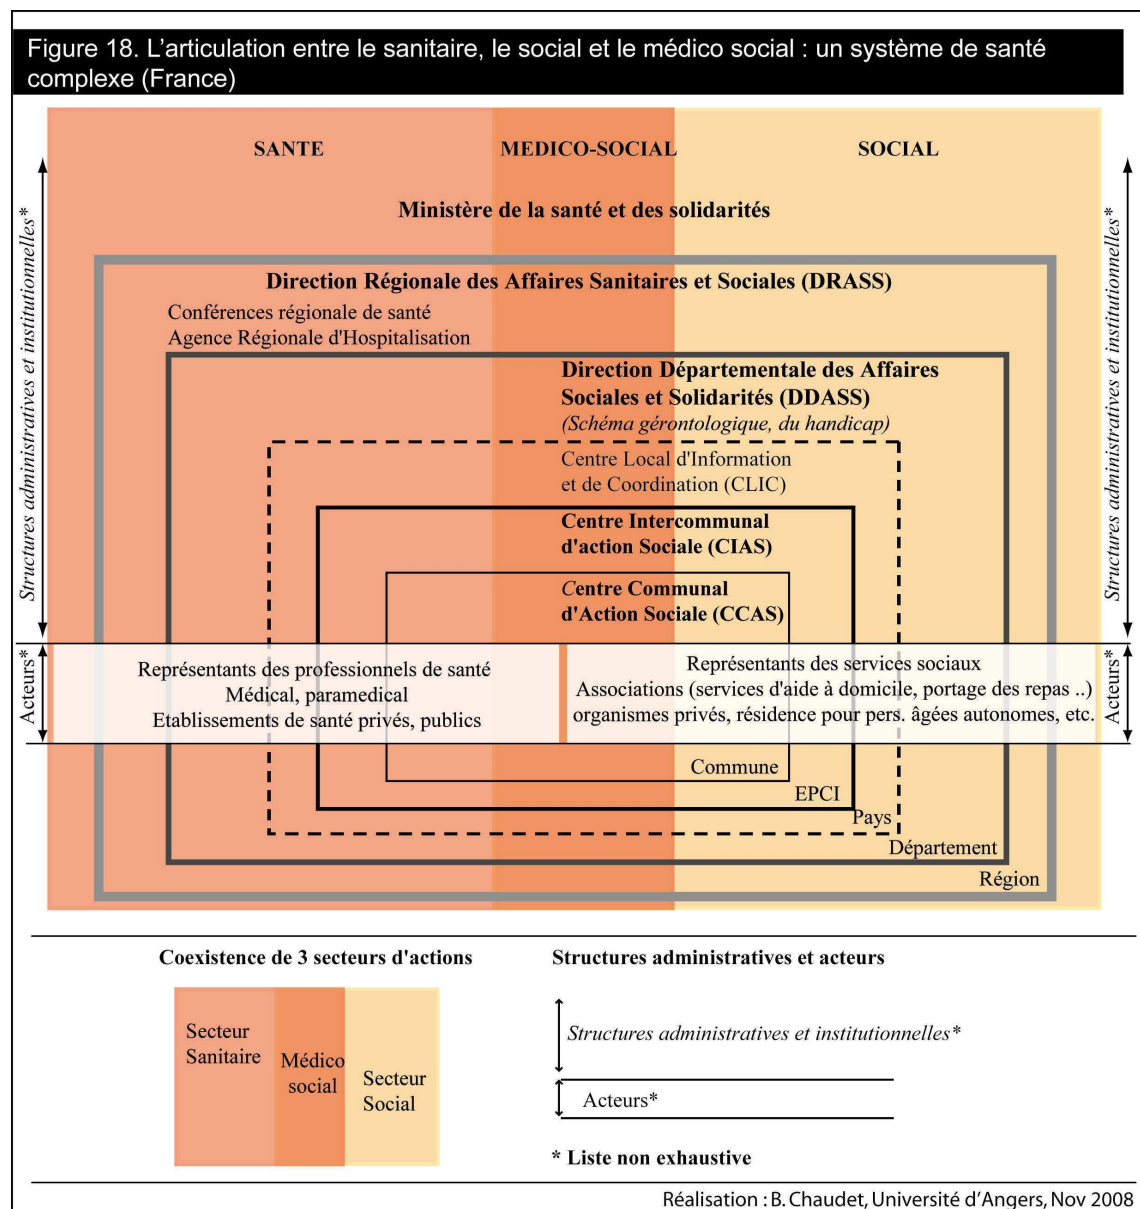 Figure 18. L'articulation entre le sanitaire, le social et le médico social : un système de santé
complexe (France)
SANTE
MEDICO-SOCIAL
SOCIAL
Ministère de la santé et des solidarités
Structures administratives et institutionnelles*
Structures administratives et institutionnelles*
Direction Régionale des Affaires Sanitaires et Sociales (DRASS)
Conférences régionale de santé
Agence Régionale d'Hospitalisation
Direction Départementale des Affaires
Sociales et Solidarités (DDASS)
(Schéma gérontologique, du handicap)
Centre Local d'Information
et de Coordination (CLIC)
Centre Intercommunal
d'action Sociale (CIAS)
Centre Communal
d'Action Sociale (CCAS)
Acteurs*
Représentants des professionnels de santé
Médical, paramedical
Etablissements de santé privés, publics
Représentants des services sociaux
Associations (services d'aide à domicile, portage des repas ..)
organismes privés, résidence pour pers. âgées autonomes, etc.
Acteurs*
Commune
EPCI
Pays
Département
Région
Coexistence de 3 secteurs d'actions
Secteur
Sanitaire
Médico
social
Secteur
Social
Structures administratives et acteurs
Structures administratives et institutionnelles*
Acteurs*
* Liste non exhaustive
Réalisation : B. Chaudet, Université d'Angers, Nov 2008